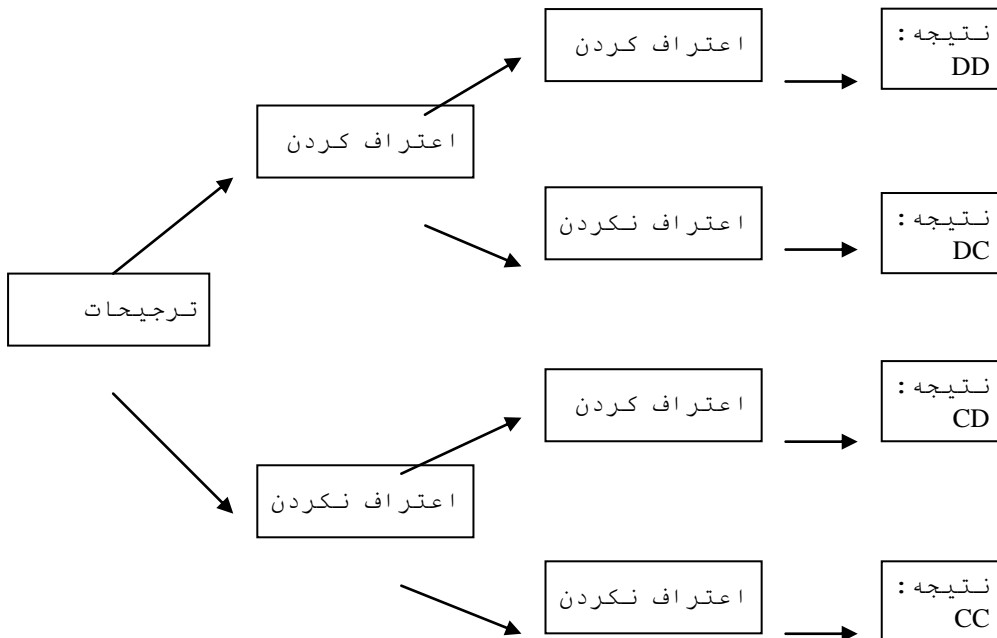 اعتراف کردن
نتیجه:
DD
اعتراف کردن
اعتراف نکردن
نتیجه:
DC
ترجیحات
اعتراف کردن
نتیجه:
CD
اعتراف نکردن
اعتراف نکردن
نتیجه:
CC